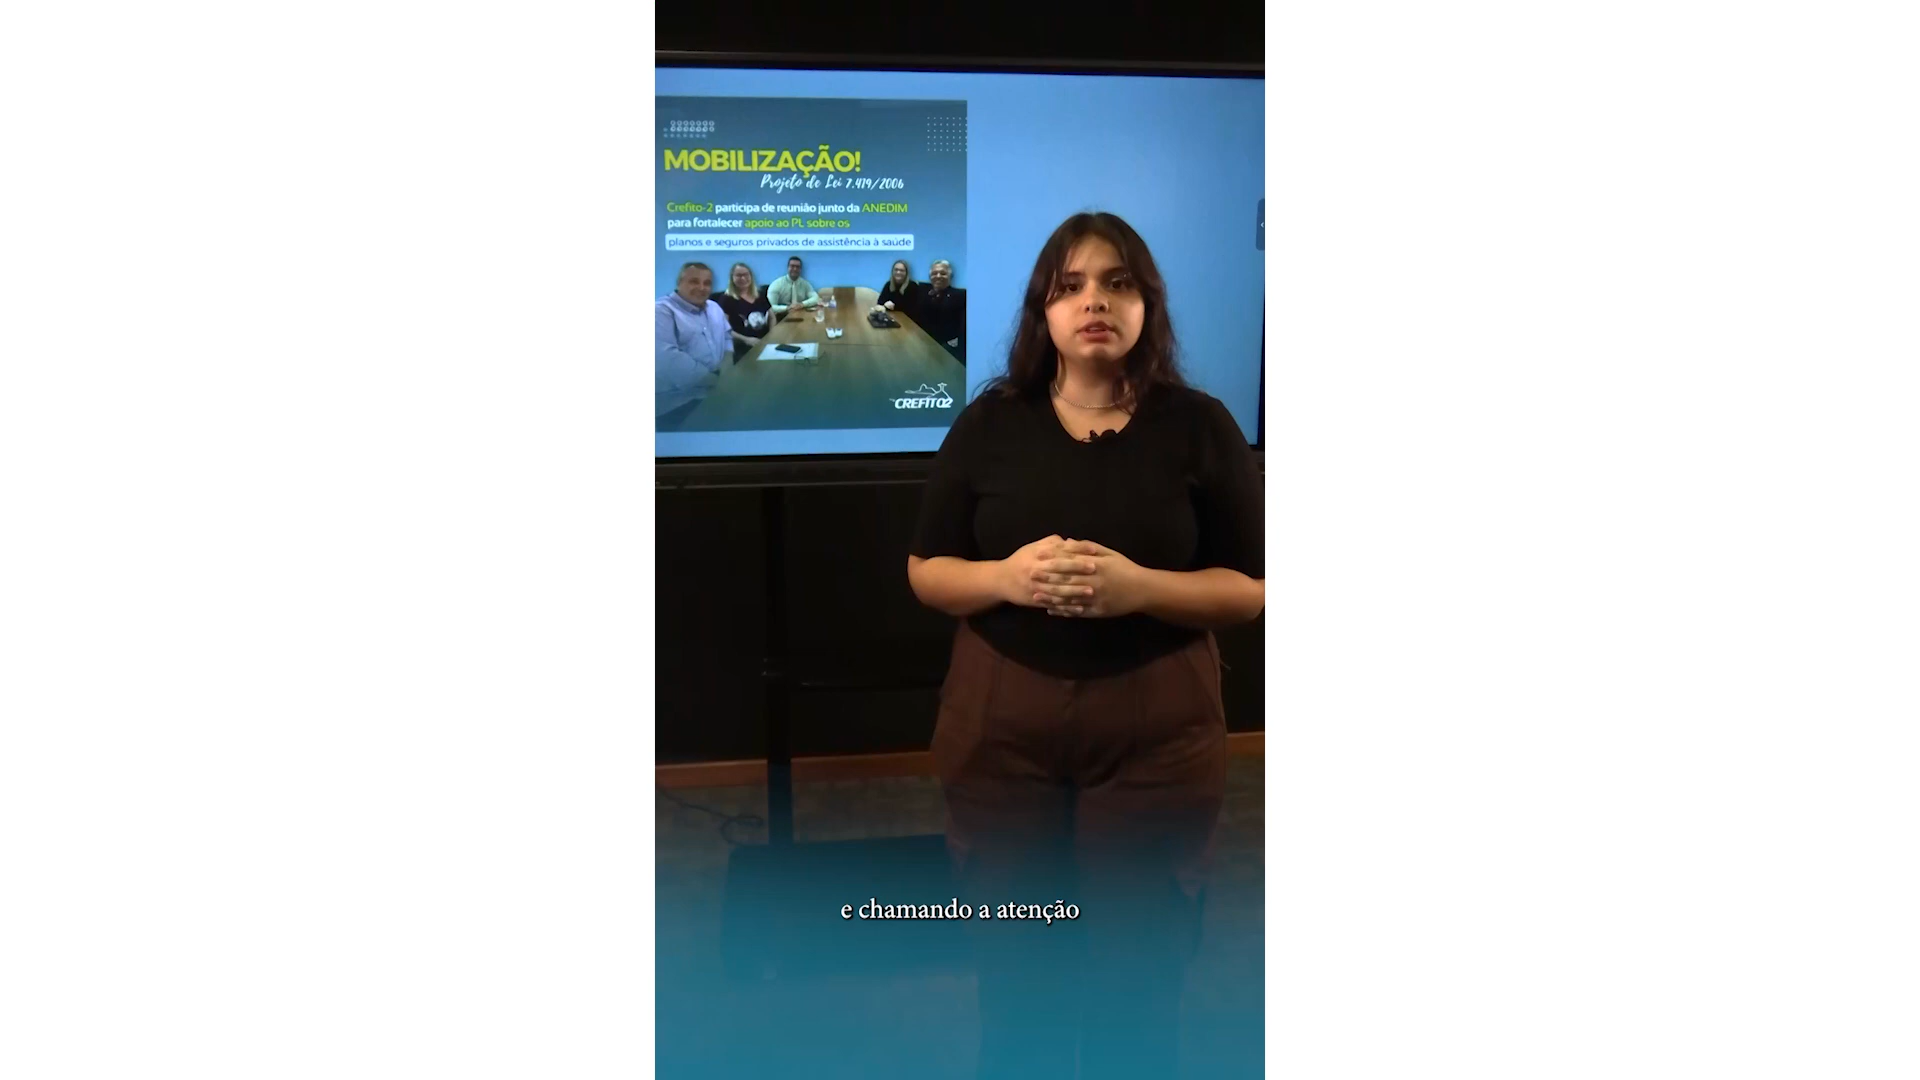 MOBILIZAÇÃO!
Projeto de Lei 7.419/2006
Crefito-2 participa de reunião junto da ANEDIM
para fortalecer apoio ao PL sobre os
planos e seguros privados de assistência à saúde
CREFITO2
e chamando a atenção